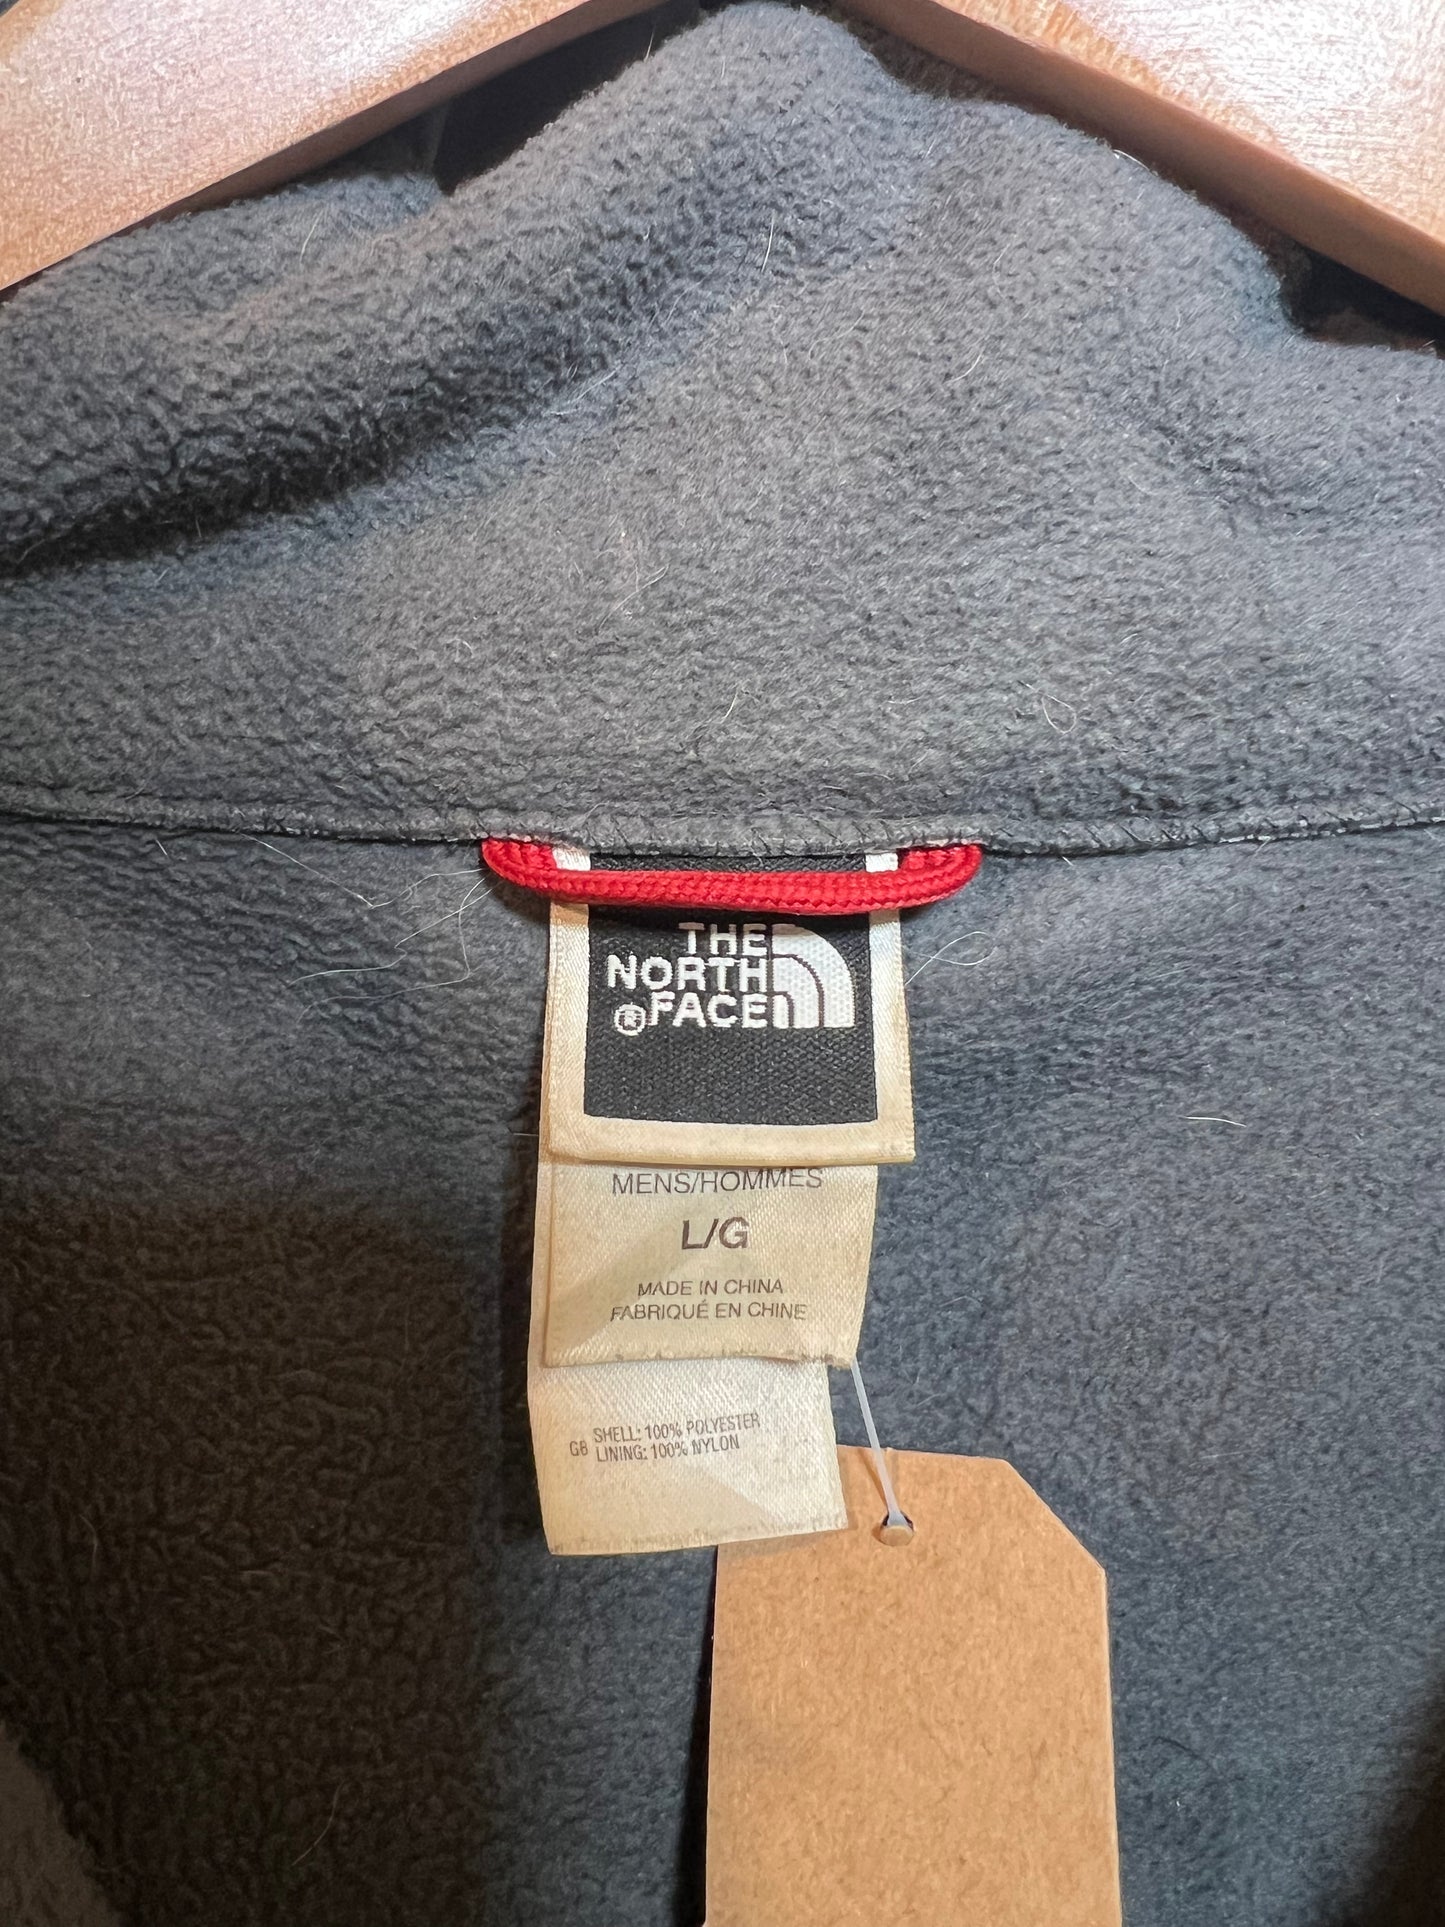 THE
NORTH
® FACE
MENS/HOMMES
L/G
MADE IN CHINA
FABRIQUÉ EN CHINE
GB SHELL: 100% POLYESTER
LINING: 100% NYLON